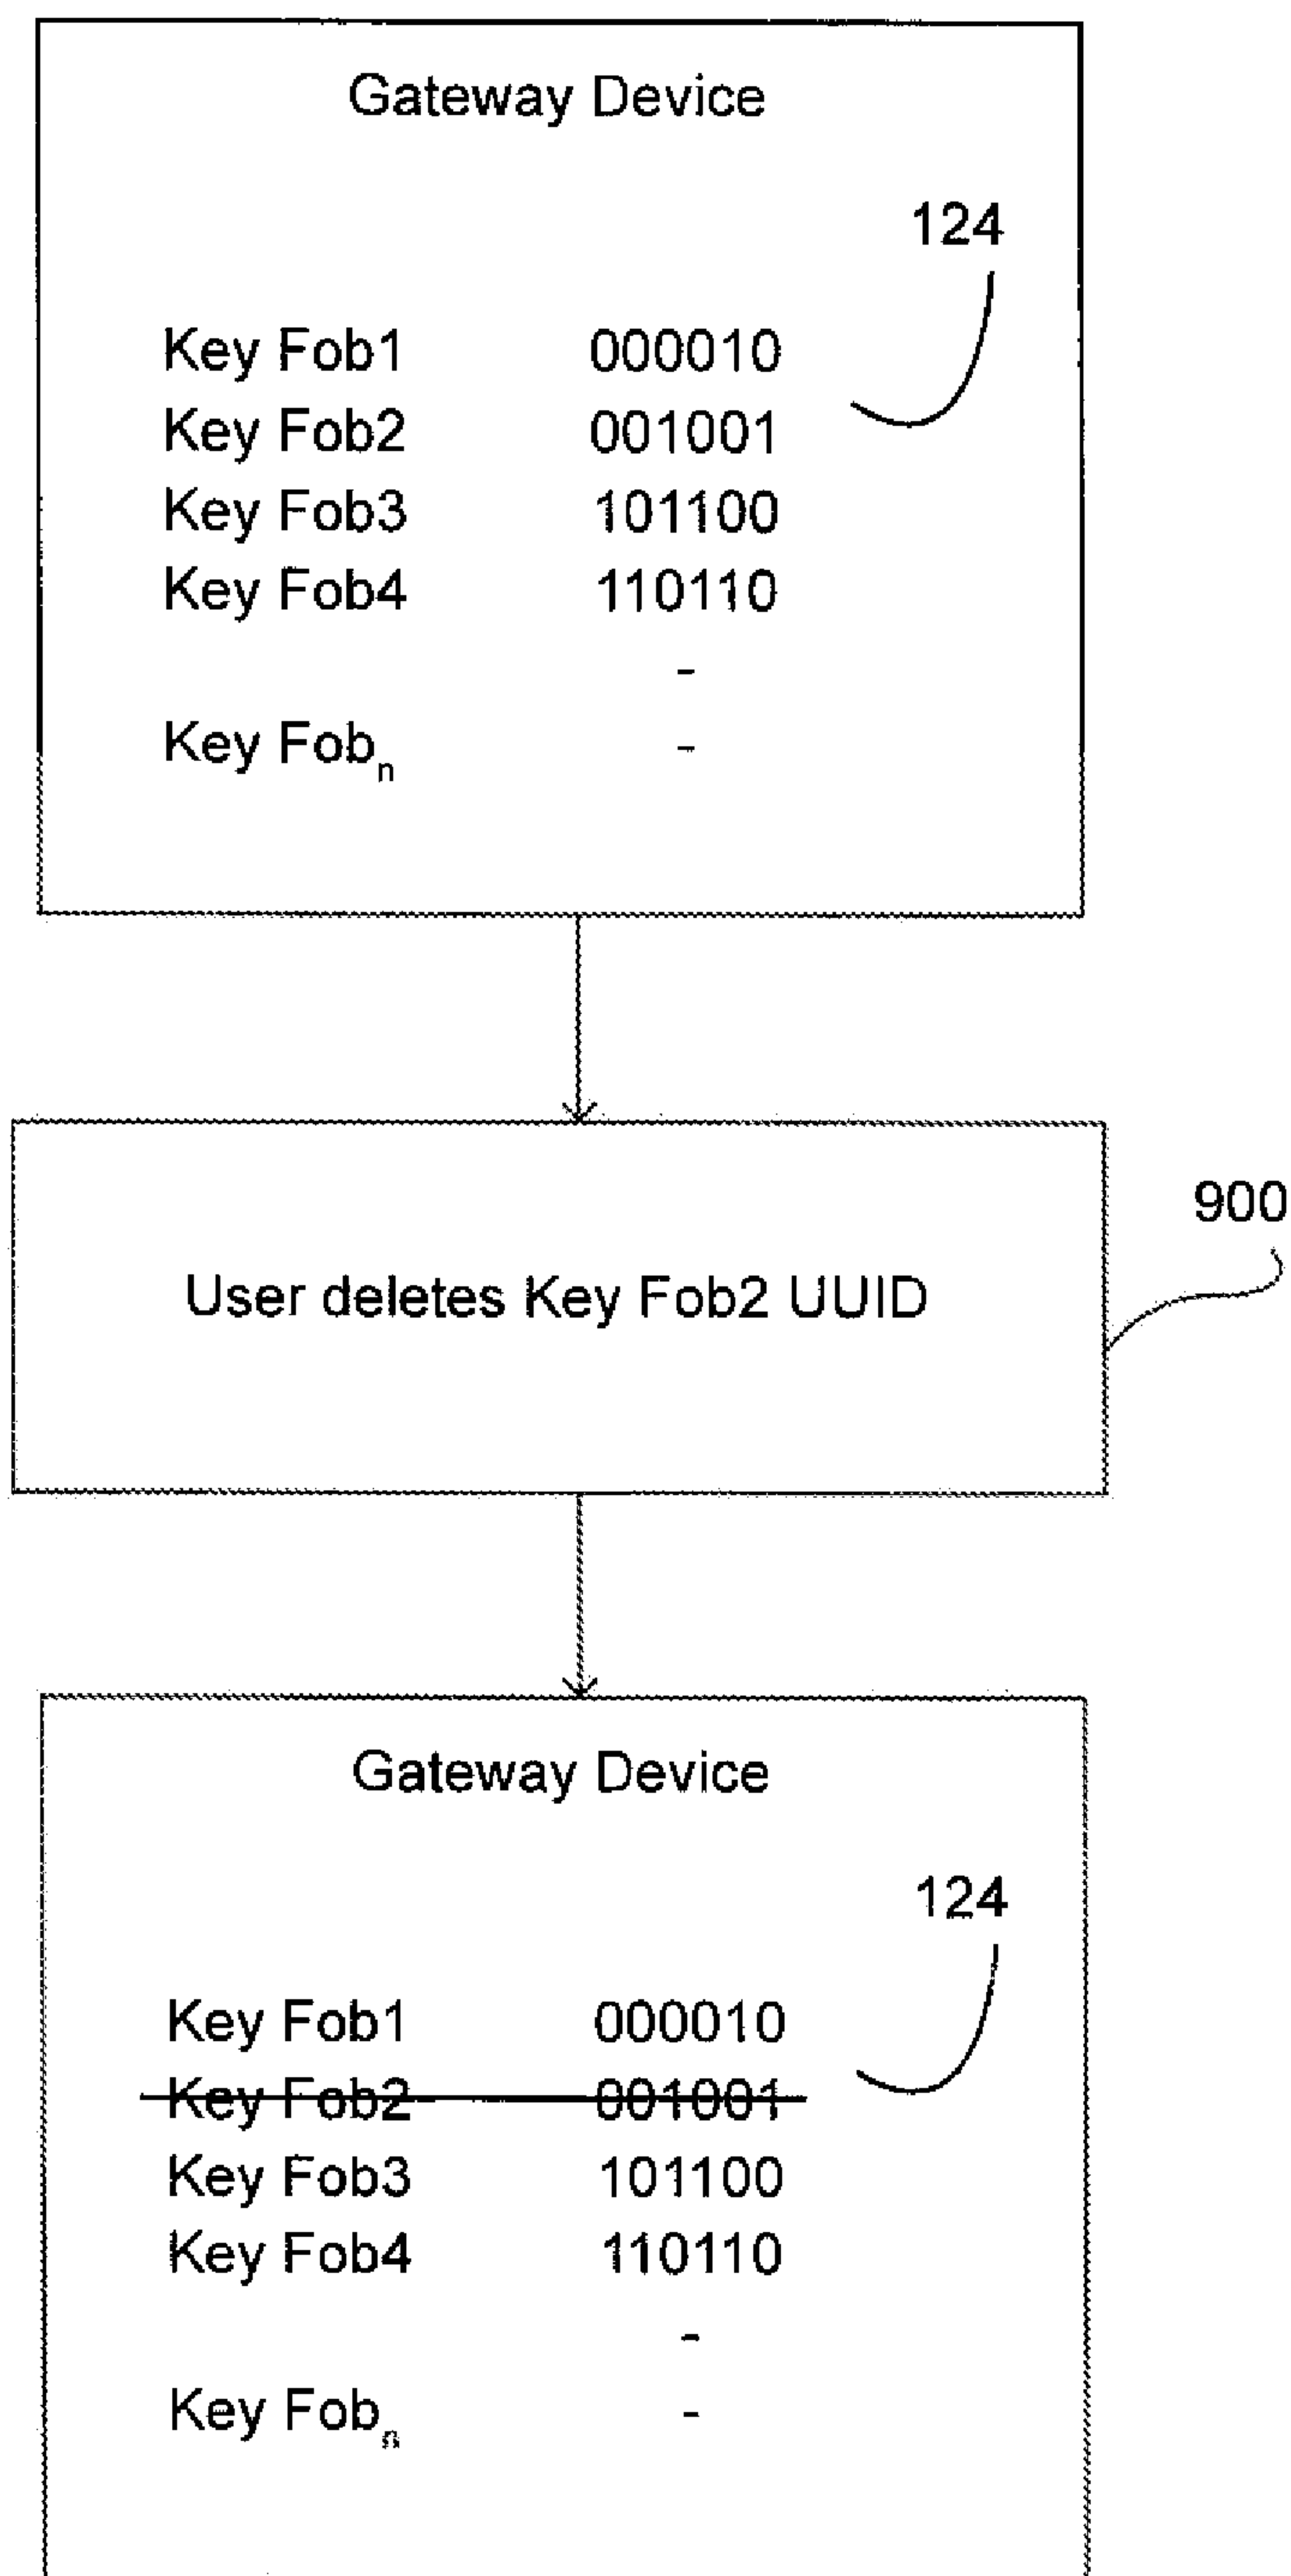 Gateway Device
124
Key Fob1 000010
Key Fob2 001001
Key Fob3 101100
Key Fob4 110110
-
Key Fobn -
User deletes Key Fob2 UUID
900
Gateway Device
124
Key Fob1 000010
Key Fob2 001001
Key Fob3 101100
Key Fob4 110110
-
Key Fobn -